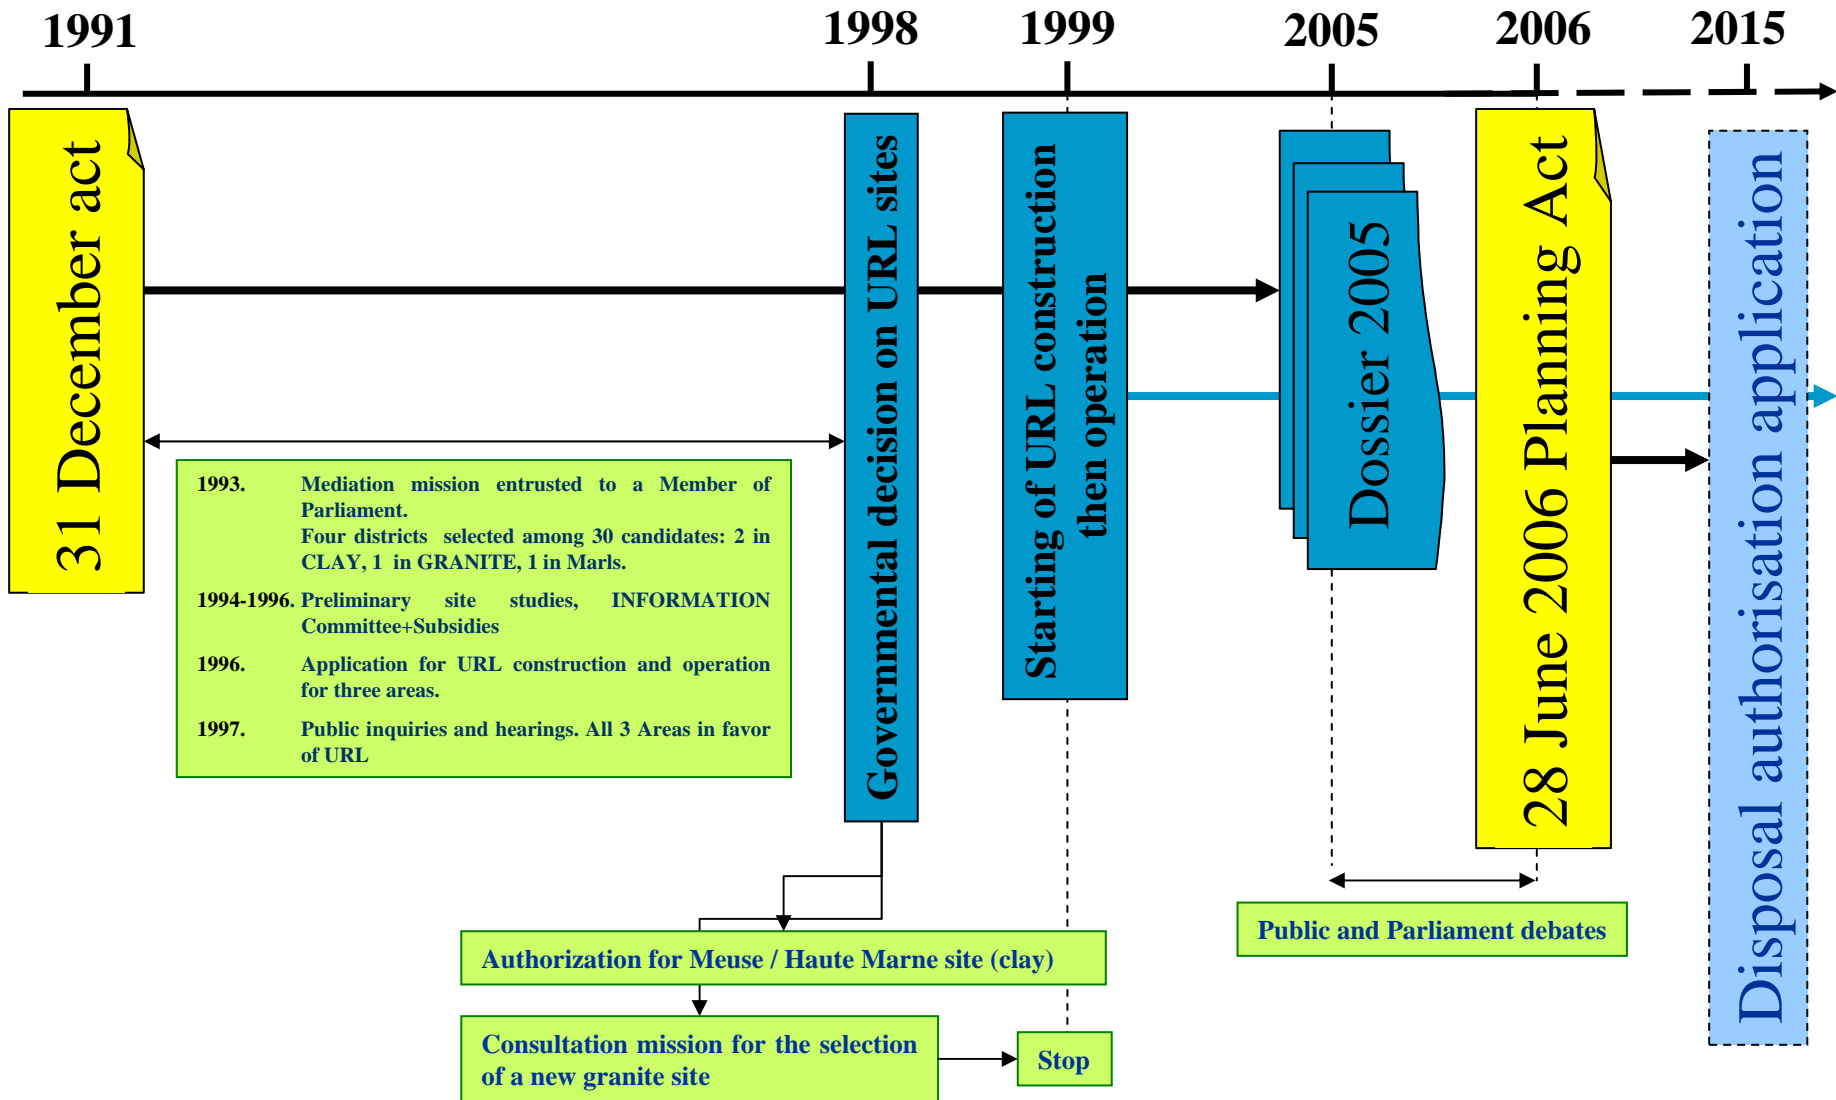 1991
1998
1999
2005
2006
2015
31 December act
Governmental decision on URL sites
Starting of URL construction
then operation
Dossier 2005
28 June 2006 Planning Act
Disposal authorisation application
1993. Mediation mission entrusted to a Member of
Parliament.
Four districts selected among 30 candidates: 2 in
CLAY, 1 in GRANITE, 1 in Marls.
1994-1996. Preliminary site studies, INFORMATION
Committee+Subsidies
1996. Application for URL construction and operation
for three areas.
1997. Public inquiries and hearings. All 3 Areas in favor
of URL
Public and Parliament debates
Authorization for Meuse / Haute Marne site (clay)
Consultation mission for the selection
of a new granite site
Stop